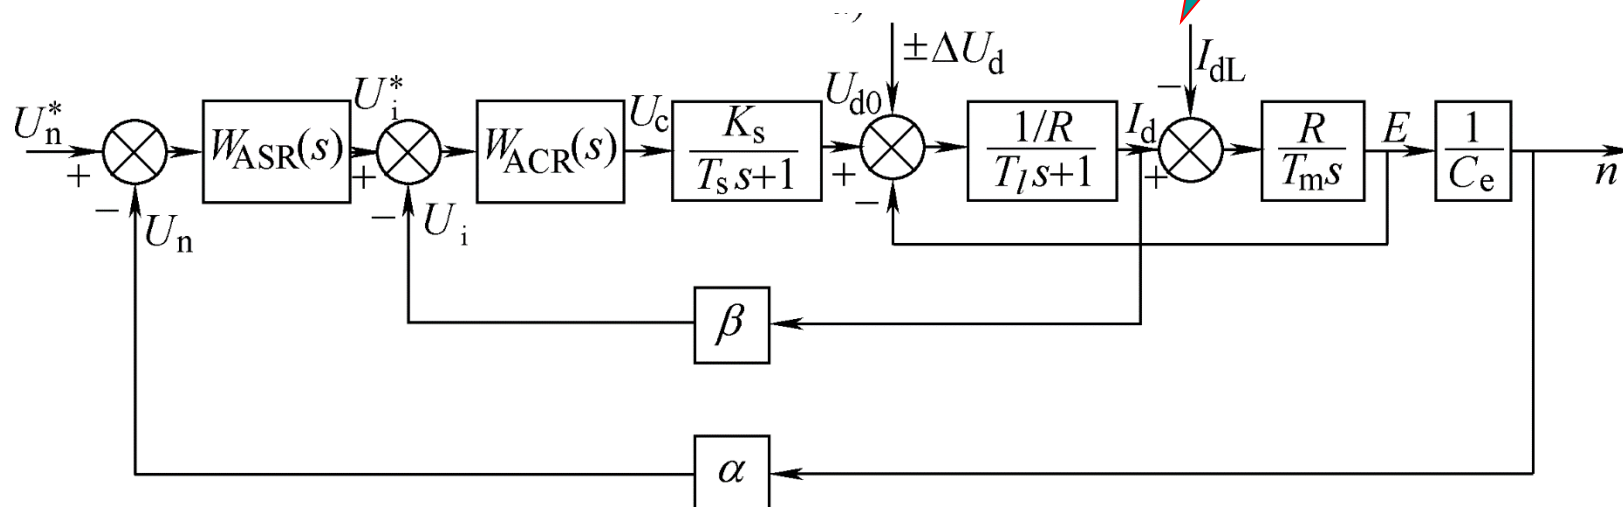 ±ΔU_d
I_dL
U_n^*
+
−
U_n
W_ASR(s)
U_i^*
+
−
U_i
W_ACR(s)
U_c
K_s
T_s s+1
U_d0
+
−
1/R
T_l s+1
I_d
+
−
R
T_m s
E
1
C_e
n
β
α